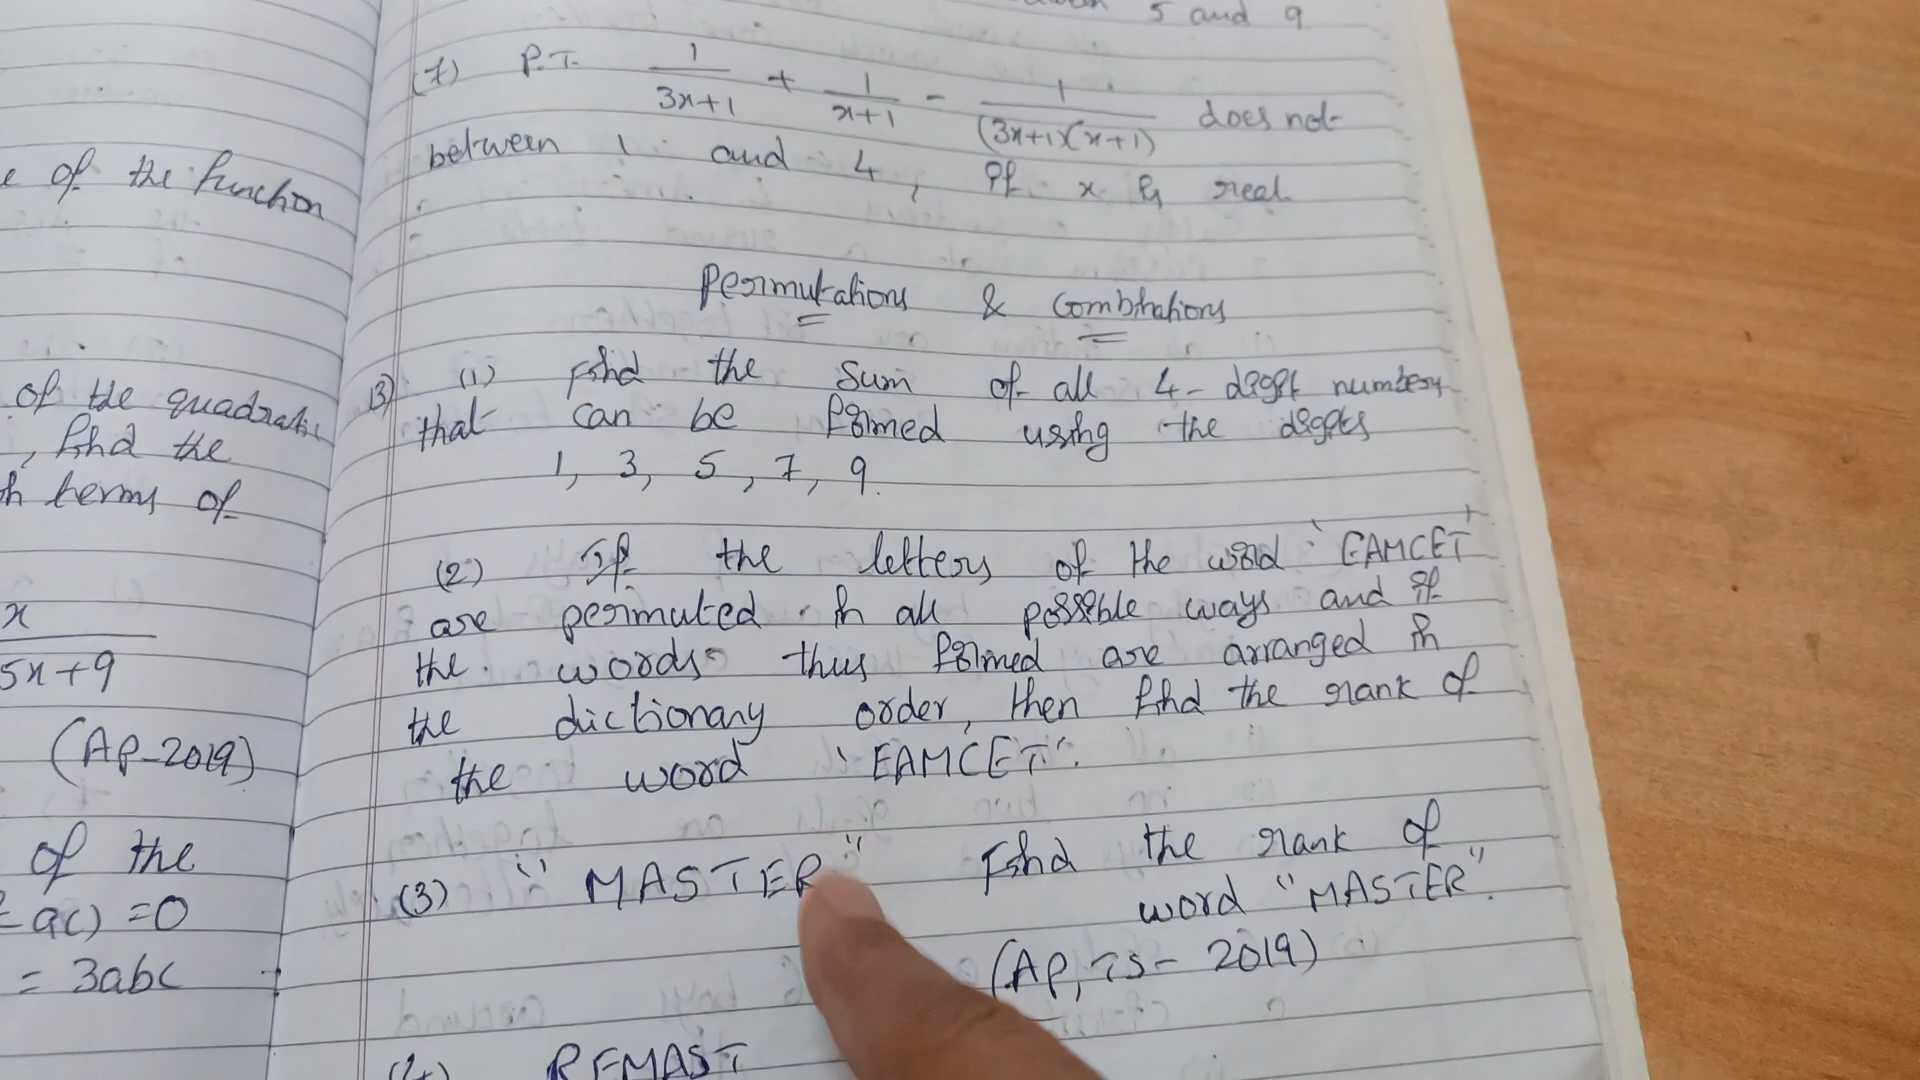 e of the function
of the quadratic
, find the
in terms of
x
5x+9
(AP-2019)
of the
- ac) = 0
= 3abc
5 and 9
(7) P.T. 1/(3x+1) + 1/(x+1) - 1/((3x+1)(x+1)) does not
between 1 and 4, if x is real.
Permutations & Combinations
(3) (1) Find the sum of all 4-digit numbers
that can be formed using the digits
1, 3, 5, 7, 9.
(2) If the letters of the word 'EAMCET'
are permuted in all possible ways and if
the words thus formed are arranged in
the dictionary order, then find the rank of
the word 'EAMCET'.
(3) "MASTER" Find the rank of
word "MASTER".
(AP, TS- 2019)
(4) REMAST